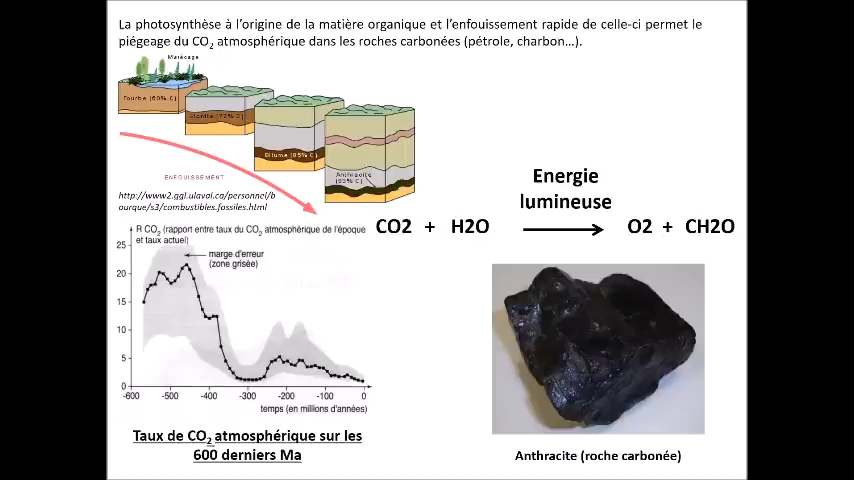 La photosynthèse à l'origine de la matière organique et l'enfouissement rapide de celle-ci permet le
piégeage du CO2 atmosphérique dans les roches carbonées (pétrole, charbon…).
Marécage
Tourbe (50% C)
Lignite (72% C)
Bitume (85% C)
Anthracite
(93% C)
ENFOUISSEMENT
http://www2.ggl.ulaval.ca/personnel/b
ourque/s3/combustibles.fossiles.html
Energie
lumineuse
CO2 + H2O
O2 + CH2O
R CO2 (rapport entre taux du CO2 atmosphérique de l'époque
et taux actuel)
marge d'erreur
(zone grisée)
25
20
15
10
5
0
-600 -500 -400 -300 -200 -100 0
temps (en millions d'années)
Taux de CO2 atmosphérique sur les
600 derniers Ma
Anthracite (roche carbonée)